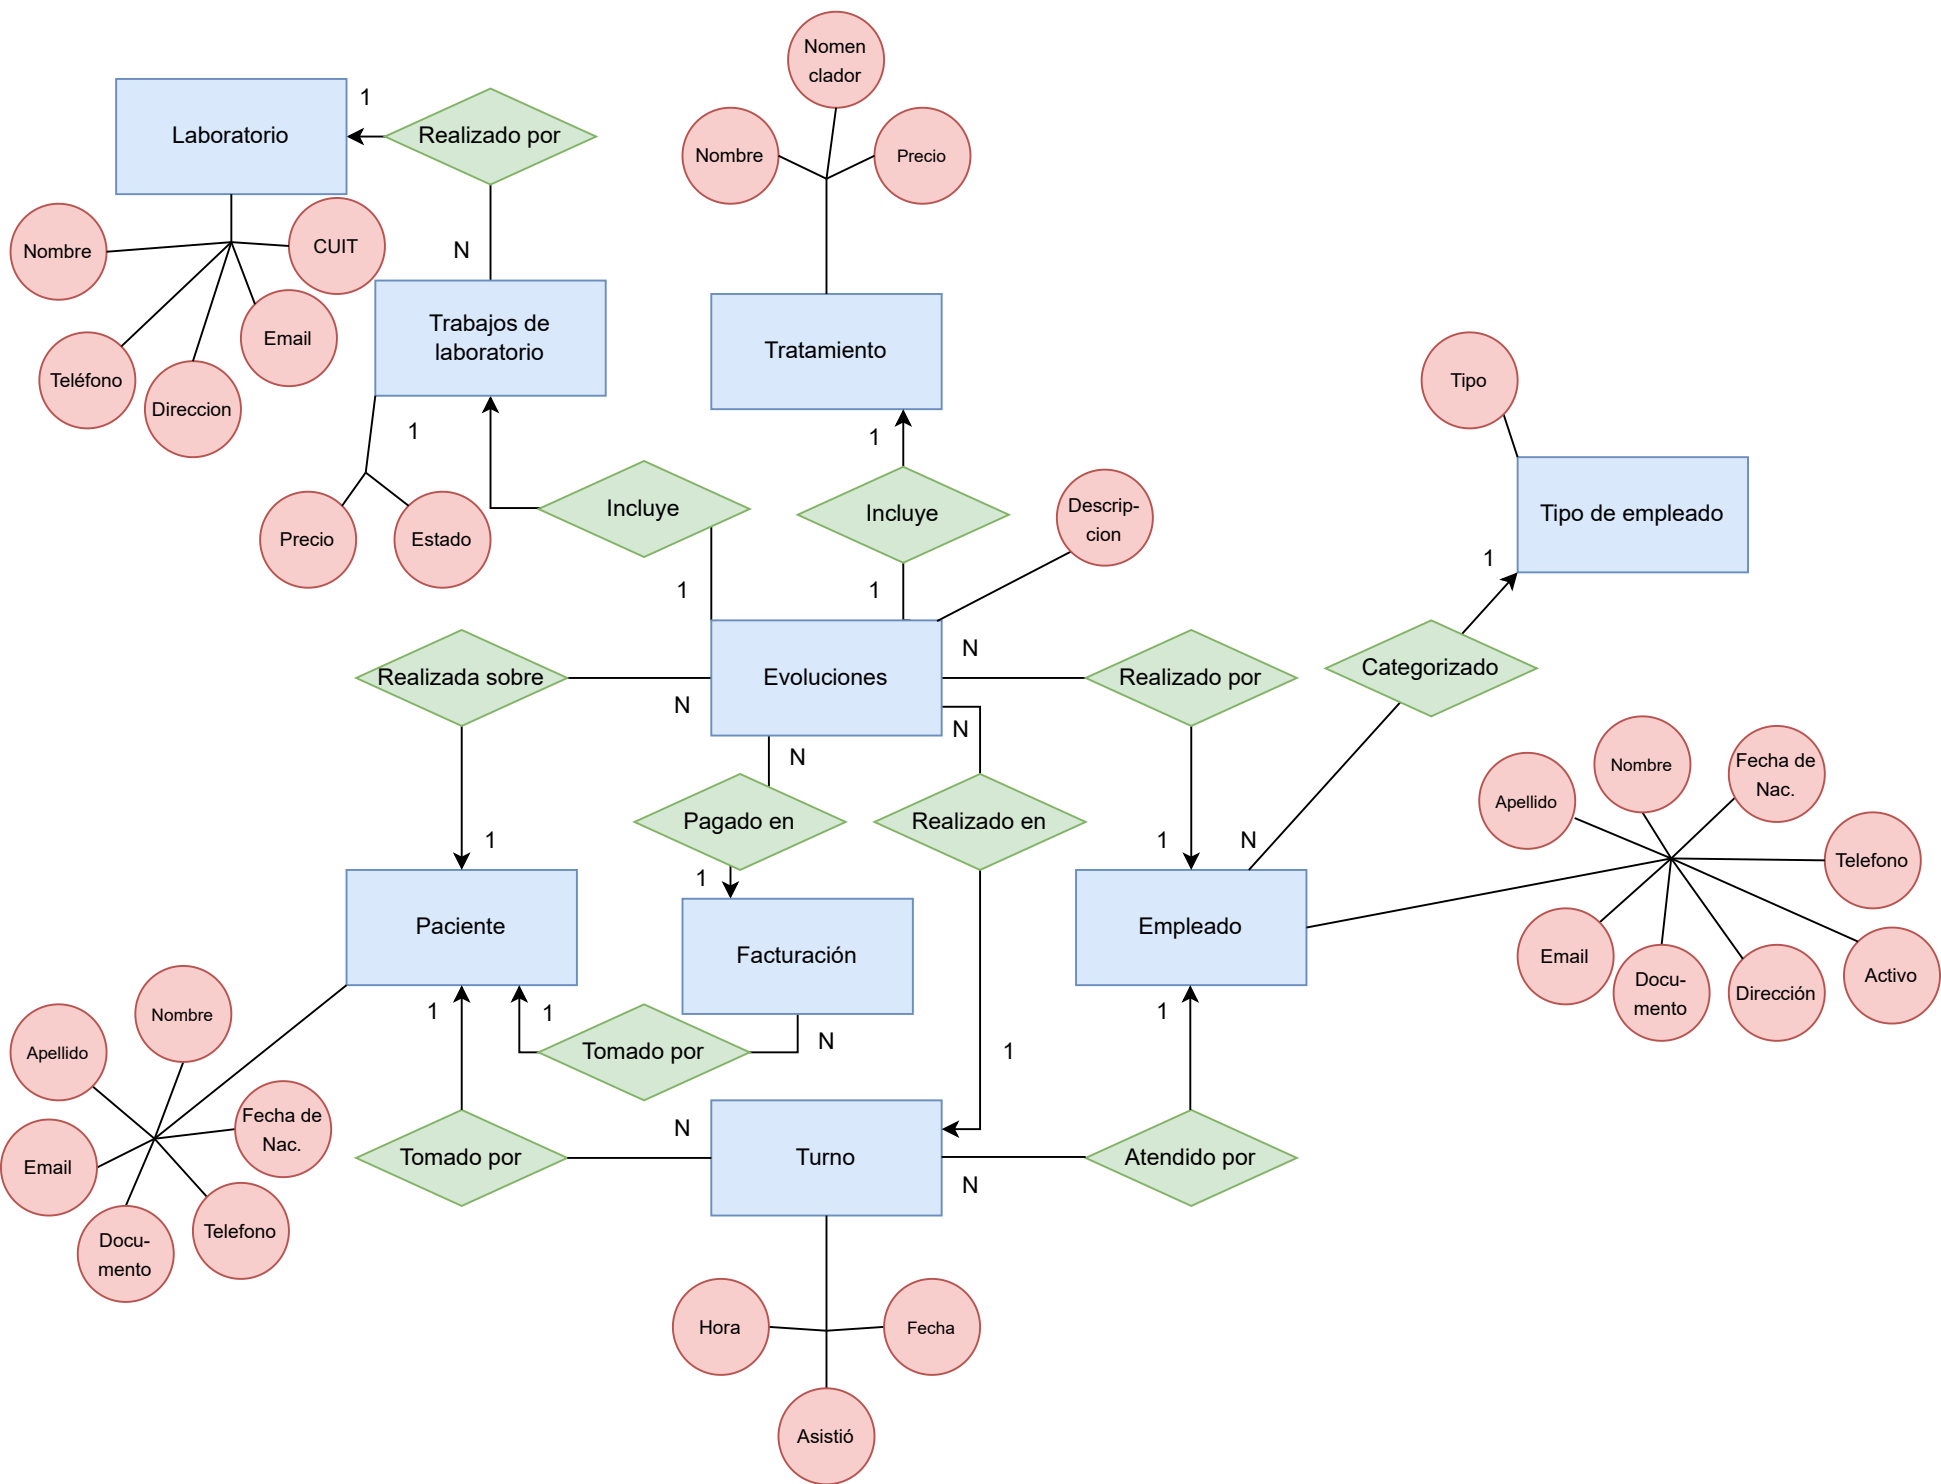 Nomen
clador
Laboratorio
1
Realizado por
Nombre
Precio
Nombre
CUIT
N
Trabajos de
laboratorio
Email
Tratamiento
Teléfono
Direccion
Tipo
1
1
Incluye
Incluye
Descrip-
cion
Tipo de empleado
Precio
Estado
1
1
1
N
Realizada sobre
Evoluciones
Realizado por
Categorizado
N
N
N
Pagado en
Realizado en
Nombre
Fecha de
Nac.
Apellido
1
1
N
Telefono
1
Paciente
Facturación
Empleado
Email
Docu-
mento
Dirección
Activo
1
1
1
Nombre
Apellido
Tomado por
N
1
Fecha de
Nac.
N
Tomado por
Turno
Atendido por
Email
N
Telefono
Docu-
mento
Hora
Fecha
Asistió